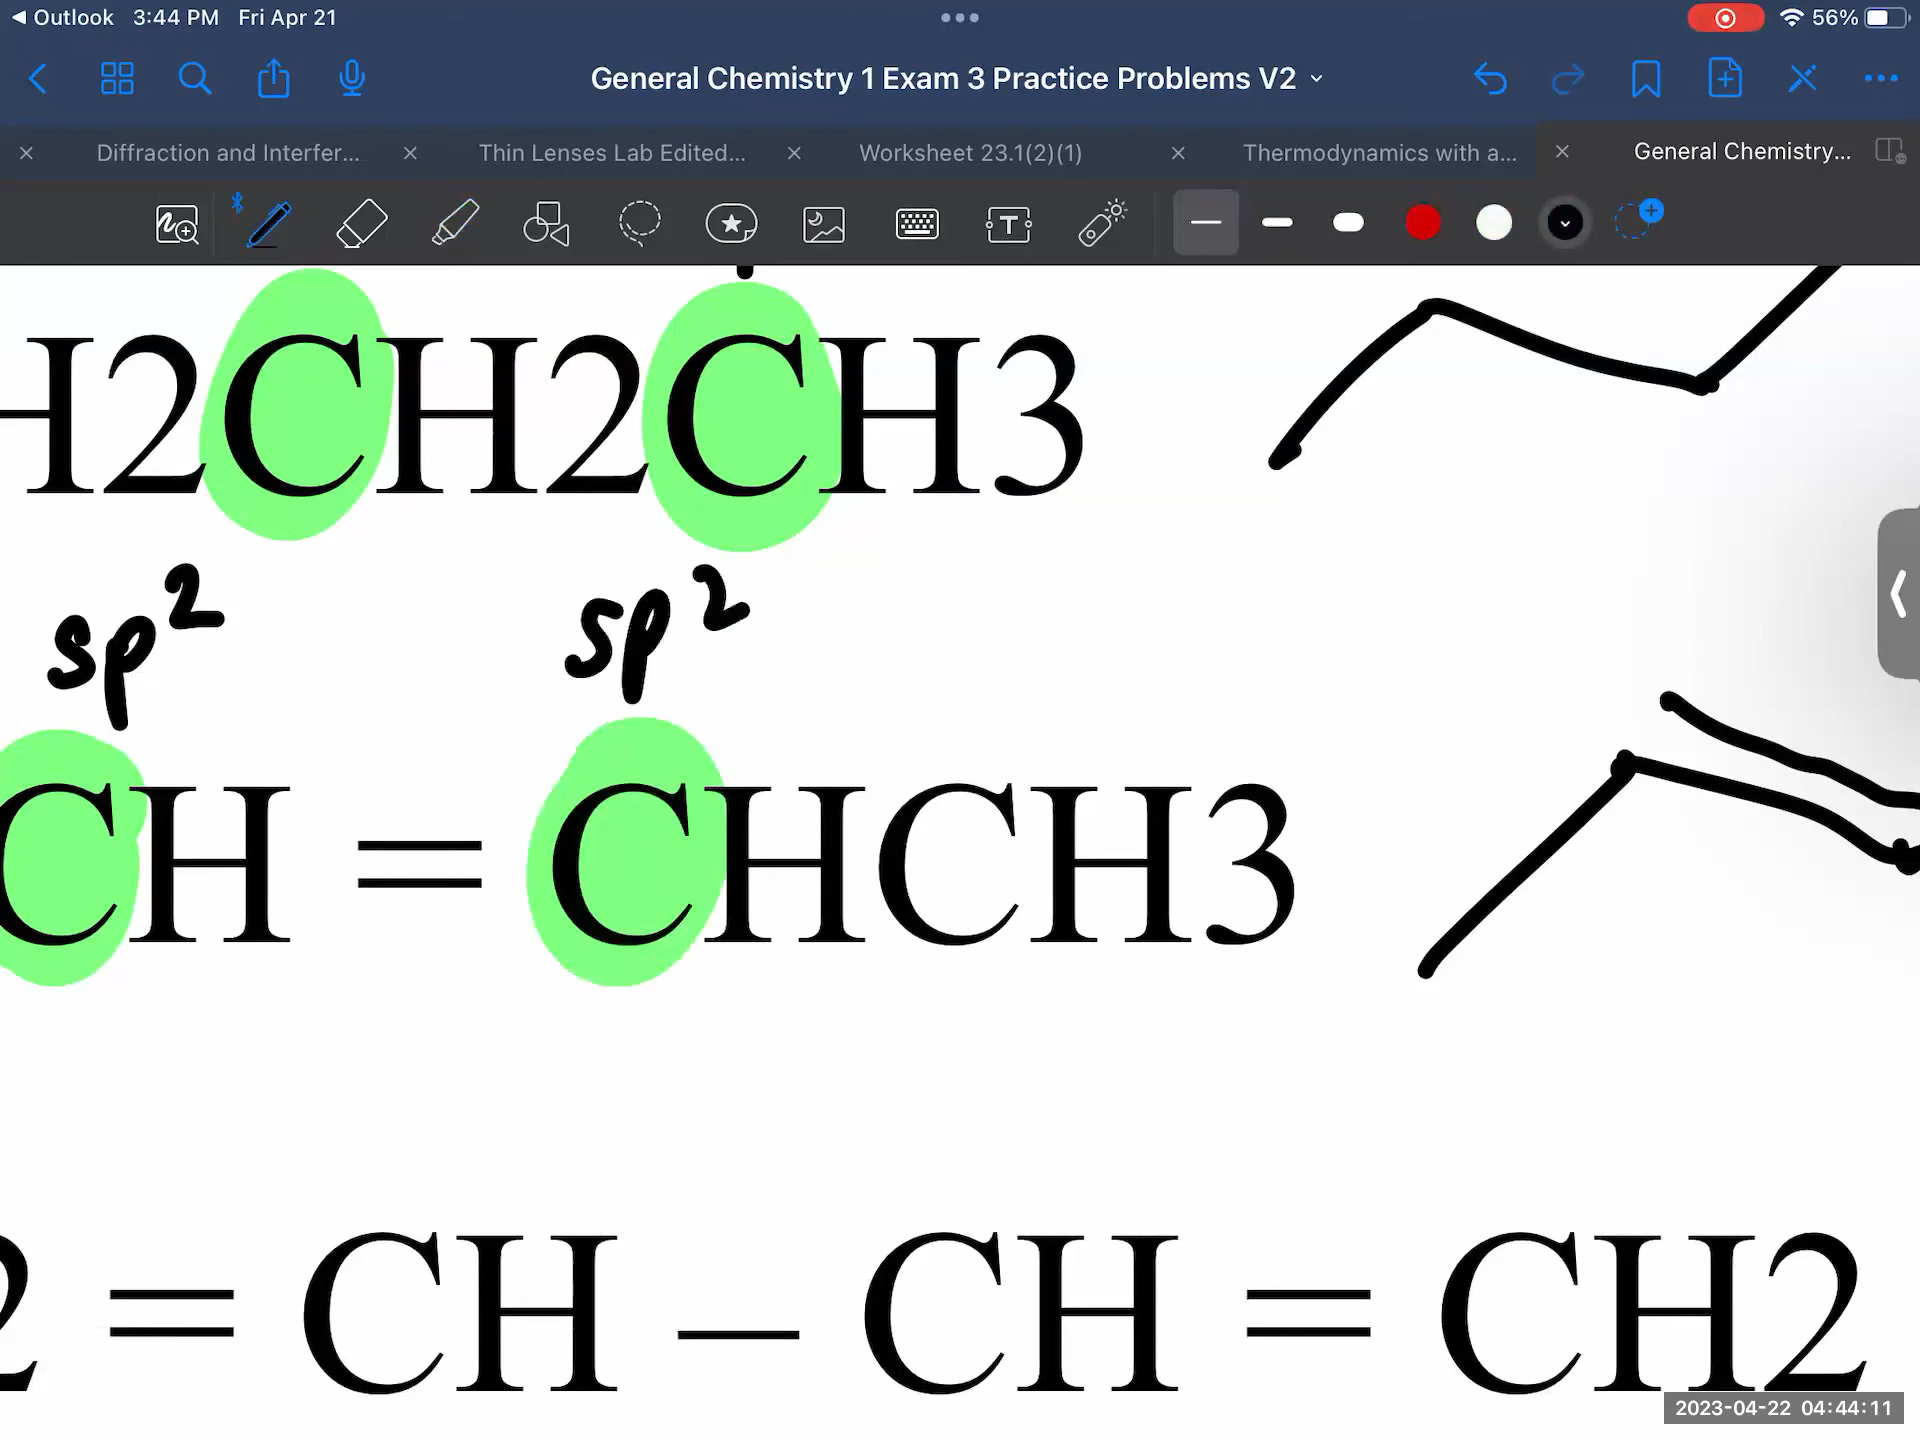 Outlook 3:44 PM Fri Apr 21 56%
General Chemistry 1 Exam 3 Practice Problems V2
Diffraction and Interfer... Thin Lenses Lab Edited... Worksheet 23.1(2)(1) Thermodynamics with a... General Chemistry...
T
H2CH2CH3
sp2 sp2
CH = CHCH3
2 = CH – CH = CH2
2023-04-22 04:44:11